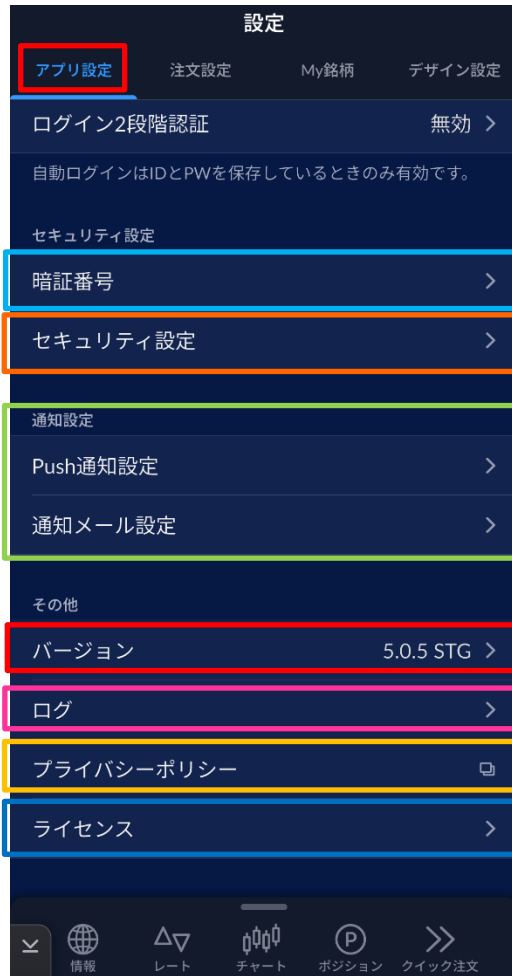 設定
アプリ設定 注文設定 My銘柄 デザイン設定
ログイン2段階認証 無効
自動ログインはIDとPWを保存しているときのみ有効です。
セキュリティ設定
暗証番号
セキュリティ設定
通知設定
Push通知設定
通知メール設定
その他
バージョン 5.0.5 STG
ログ
プライバシーポリシー
ライセンス
情報 レート チャート ポジション クイック注文